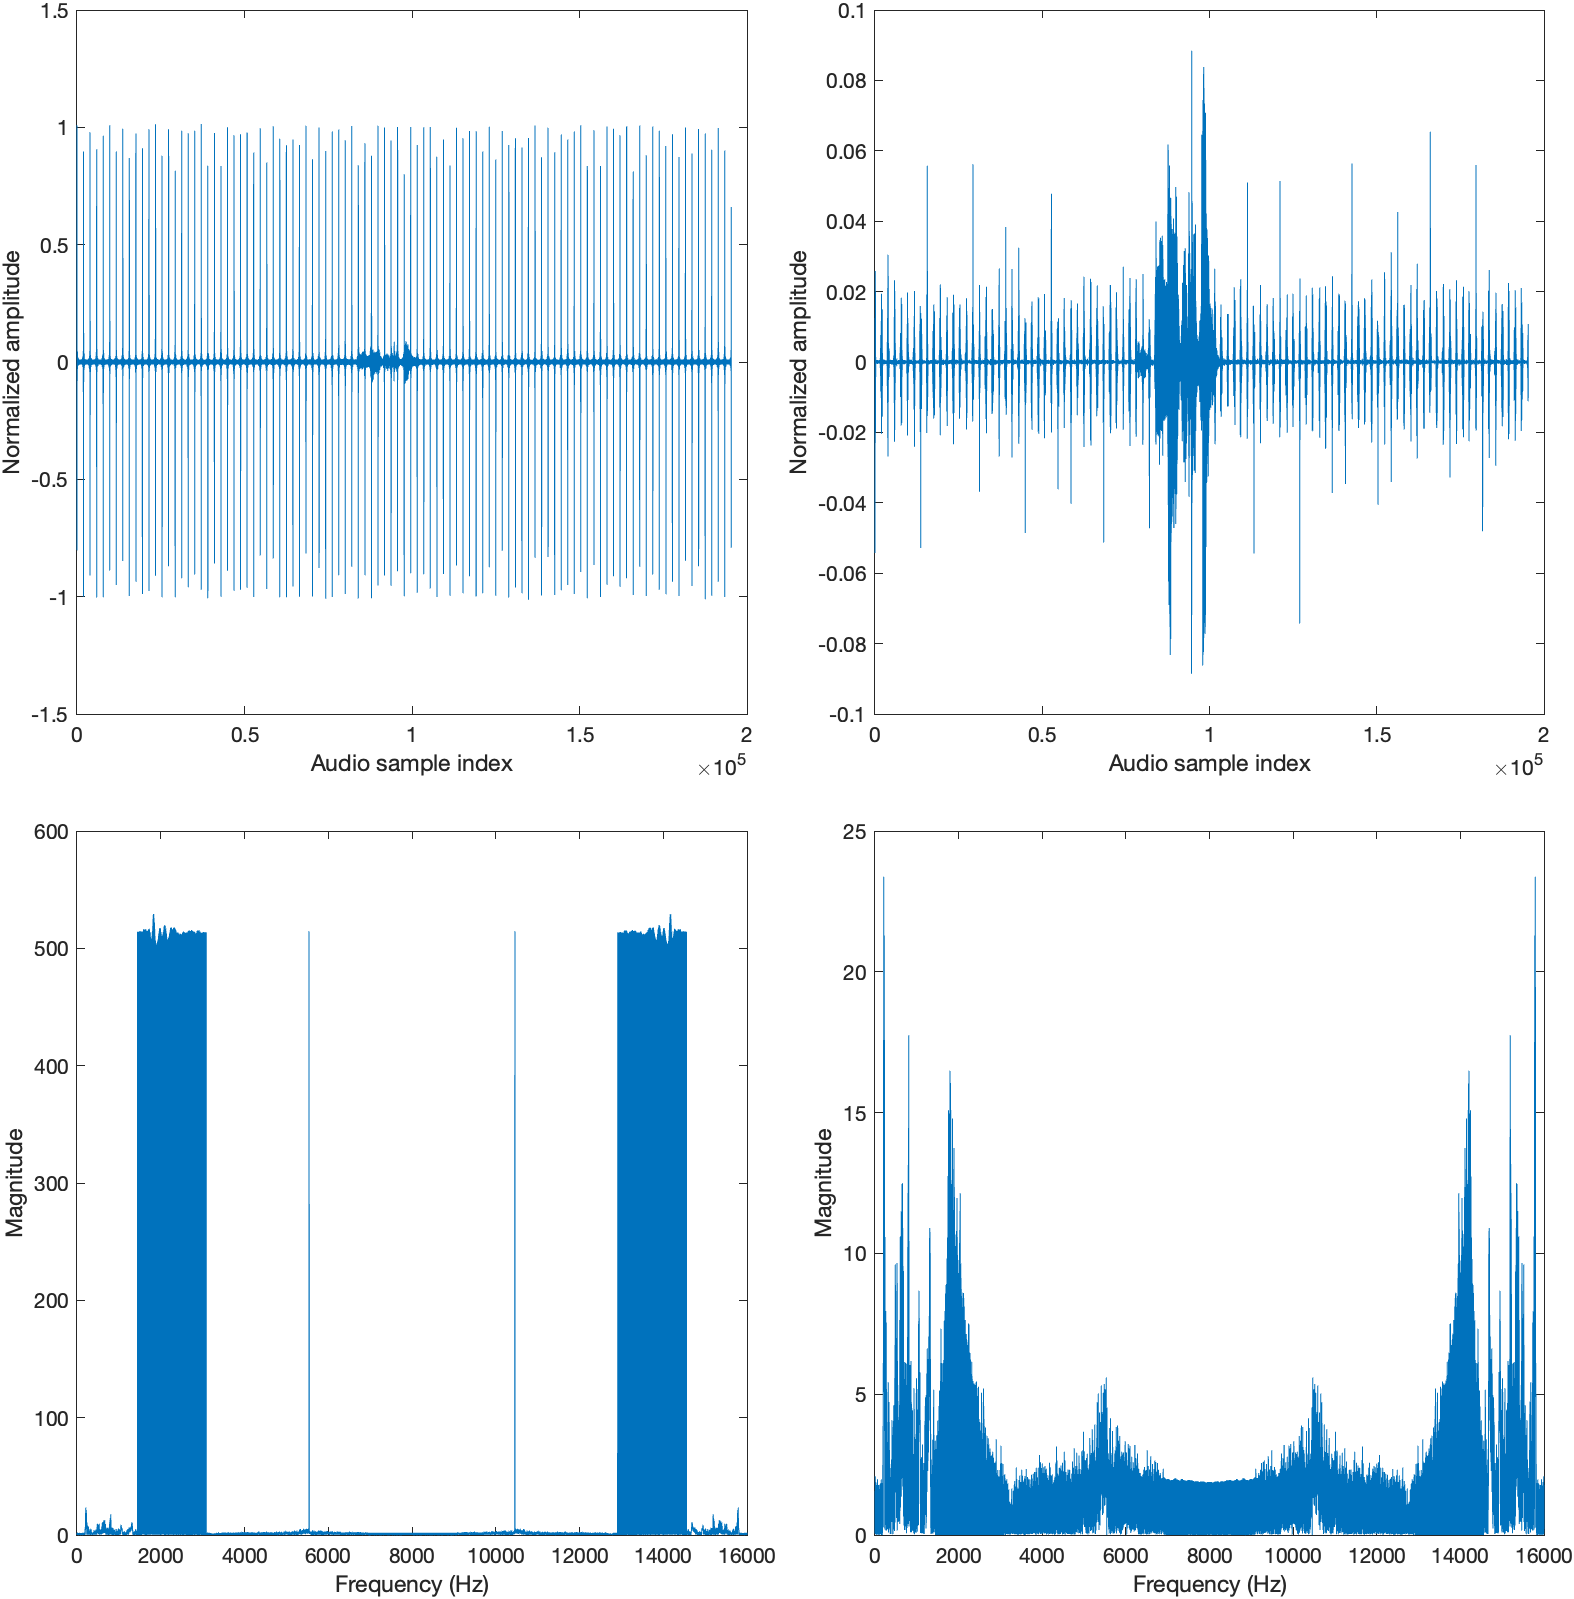 1.5
1
0.5
0
-0.5
-1
-1.5
Normalized amplitude
0 0.5 1 1.5 2
Audio sample index
×10⁵
0.1
0.08
0.06
0.04
0.02
0
-0.02
-0.04
-0.06
-0.08
-0.1
Normalized amplitude
0 0.5 1 1.5 2
Audio sample index
×10⁵
600
500
400
300
200
100
0
Magnitude
0 2000 4000 6000 8000 10000 12000 14000 16000
Frequency (Hz)
25
20
15
10
5
0
Magnitude
0 2000 4000 6000 8000 10000 12000 14000 16000
Frequency (Hz)